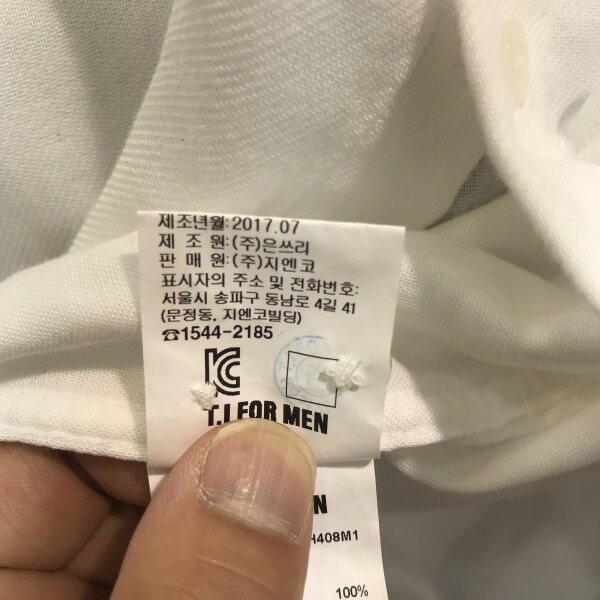 제조년월: 2017.07
제 조 원: (주)은쓰리
판 매 원: (주)지엔코
표시자의 주소 및 전화번호:
서울시 송파구 동남로 4길 41
(문정동, 지엔코빌딩)
☎1544-2185
T.I FOR MEN
H408M1
100%